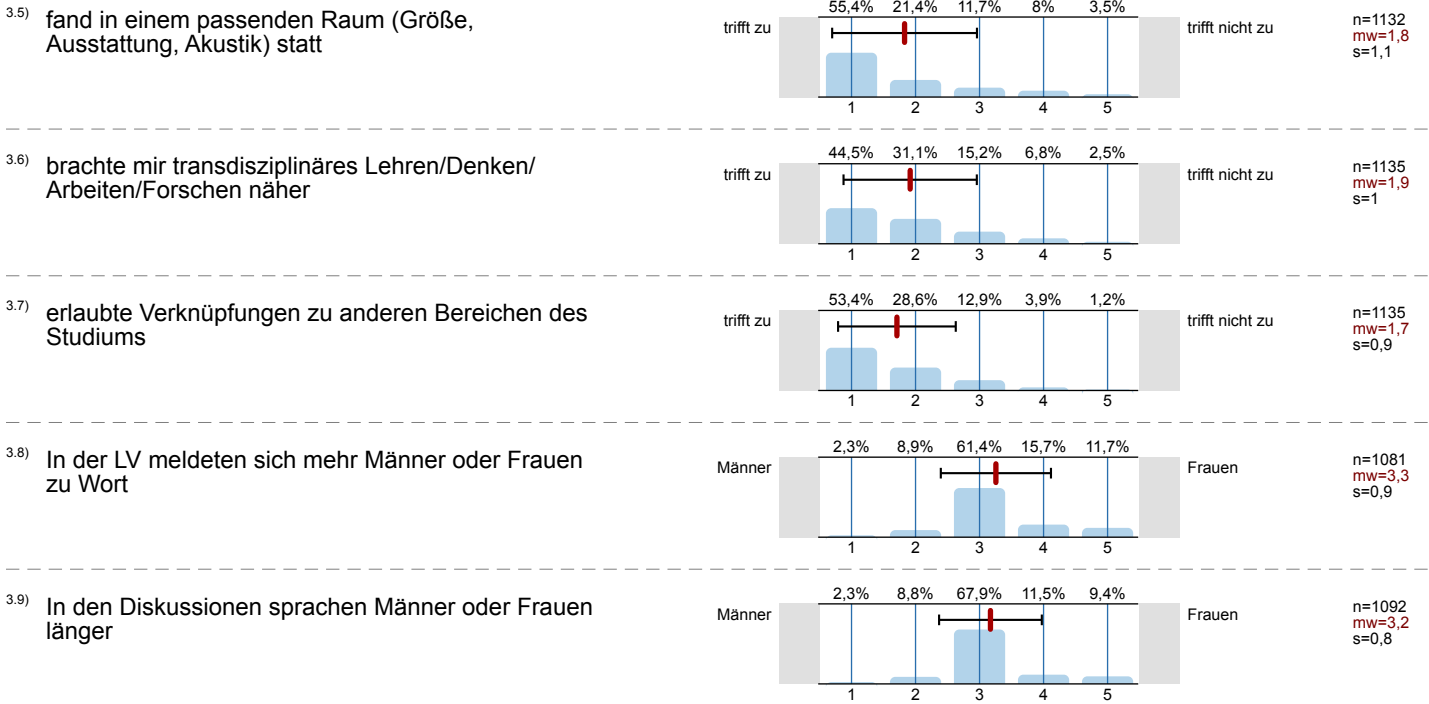 3.5) fand in einem passenden Raum (Größe,
Ausstattung, Akustik) statt
55,4% 21,4% 11,7% 8% 3,5%
trifft zu trifft nicht zu
1 2 3 4 5
n=1132
mw=1,8
s=1,1
3.6) brachte mir transdisziplinäres Lehren/Denken/
Arbeiten/Forschen näher
44,5% 31,1% 15,2% 6,8% 2,5%
trifft zu trifft nicht zu
1 2 3 4 5
n=1135
mw=1,9
s=1
3.7) erlaubte Verknüpfungen zu anderen Bereichen des
Studiums
53,4% 28,6% 12,9% 3,9% 1,2%
trifft zu trifft nicht zu
1 2 3 4 5
n=1135
mw=1,7
s=0,9
3.8) In der LV meldeten sich mehr Männer oder Frauen
zu Wort
2,3% 8,9% 61,4% 15,7% 11,7%
Männer Frauen
1 2 3 4 5
n=1081
mw=3,3
s=0,9
3.9) In den Diskussionen sprachen Männer oder Frauen
länger
2,3% 8,8% 67,9% 11,5% 9,4%
Männer Frauen
1 2 3 4 5
n=1092
mw=3,2
s=0,8